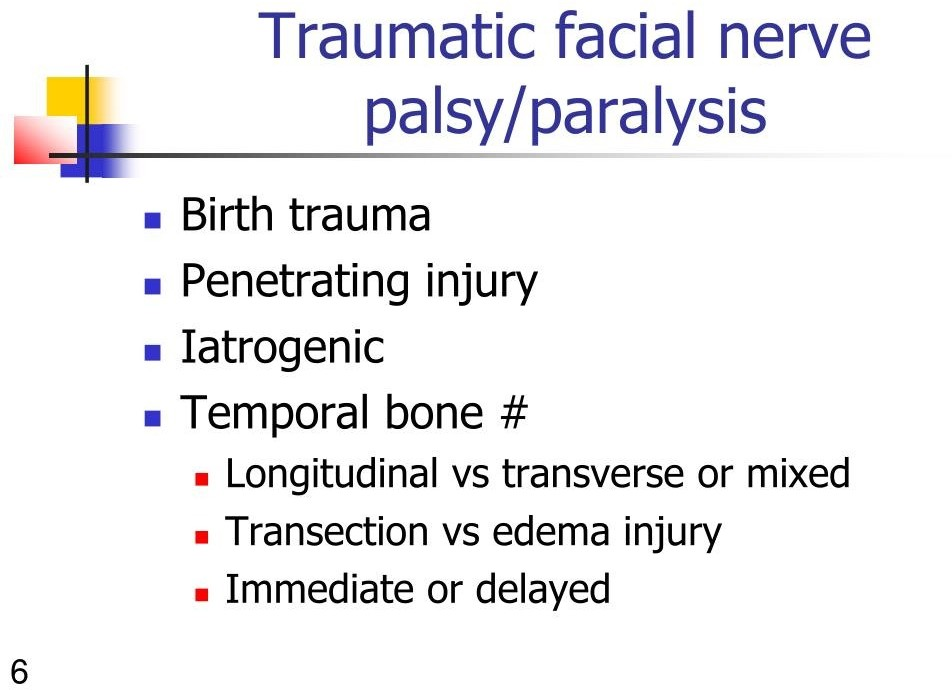 Traumatic facial nerve
palsy/paralysis
Birth trauma
Penetrating injury
Iatrogenic
Temporal bone #
Longitudinal vs transverse or mixed
Transection vs edema injury
Immediate or delayed
6